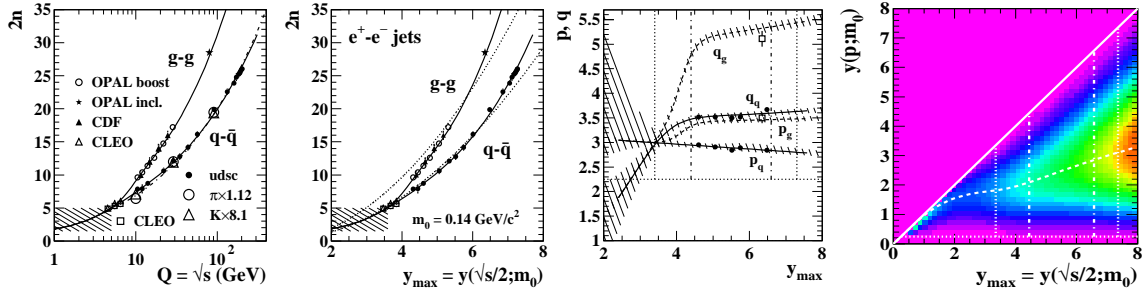 2n
35
30
25
20
15
10
5
0
g-g
OPAL boost
OPAL incl.
CDF
CLEO
q-q̄
udsc
π×1.12
K×8.1
CLEO
1 10 10²
Q = √s (GeV)
2n
35
30
25
20
15
10
5
0
e⁺-e⁻ jets
g-g
q-q̄
m₀ = 0.14 GeV/c²
2 4 6 8
y_max = y(√s/2;m₀)
p, q
5.5
5
4.5
4
3.5
3
2.5
2
1.5
1
q_g
q_q
p_g
p_q
2 3 4 5 6 7 8
y_max
y(p;m₀)
8
7
6
5
4
3
2
1
0
0 2 4 6 8
y_max = y(√s/2;m₀)